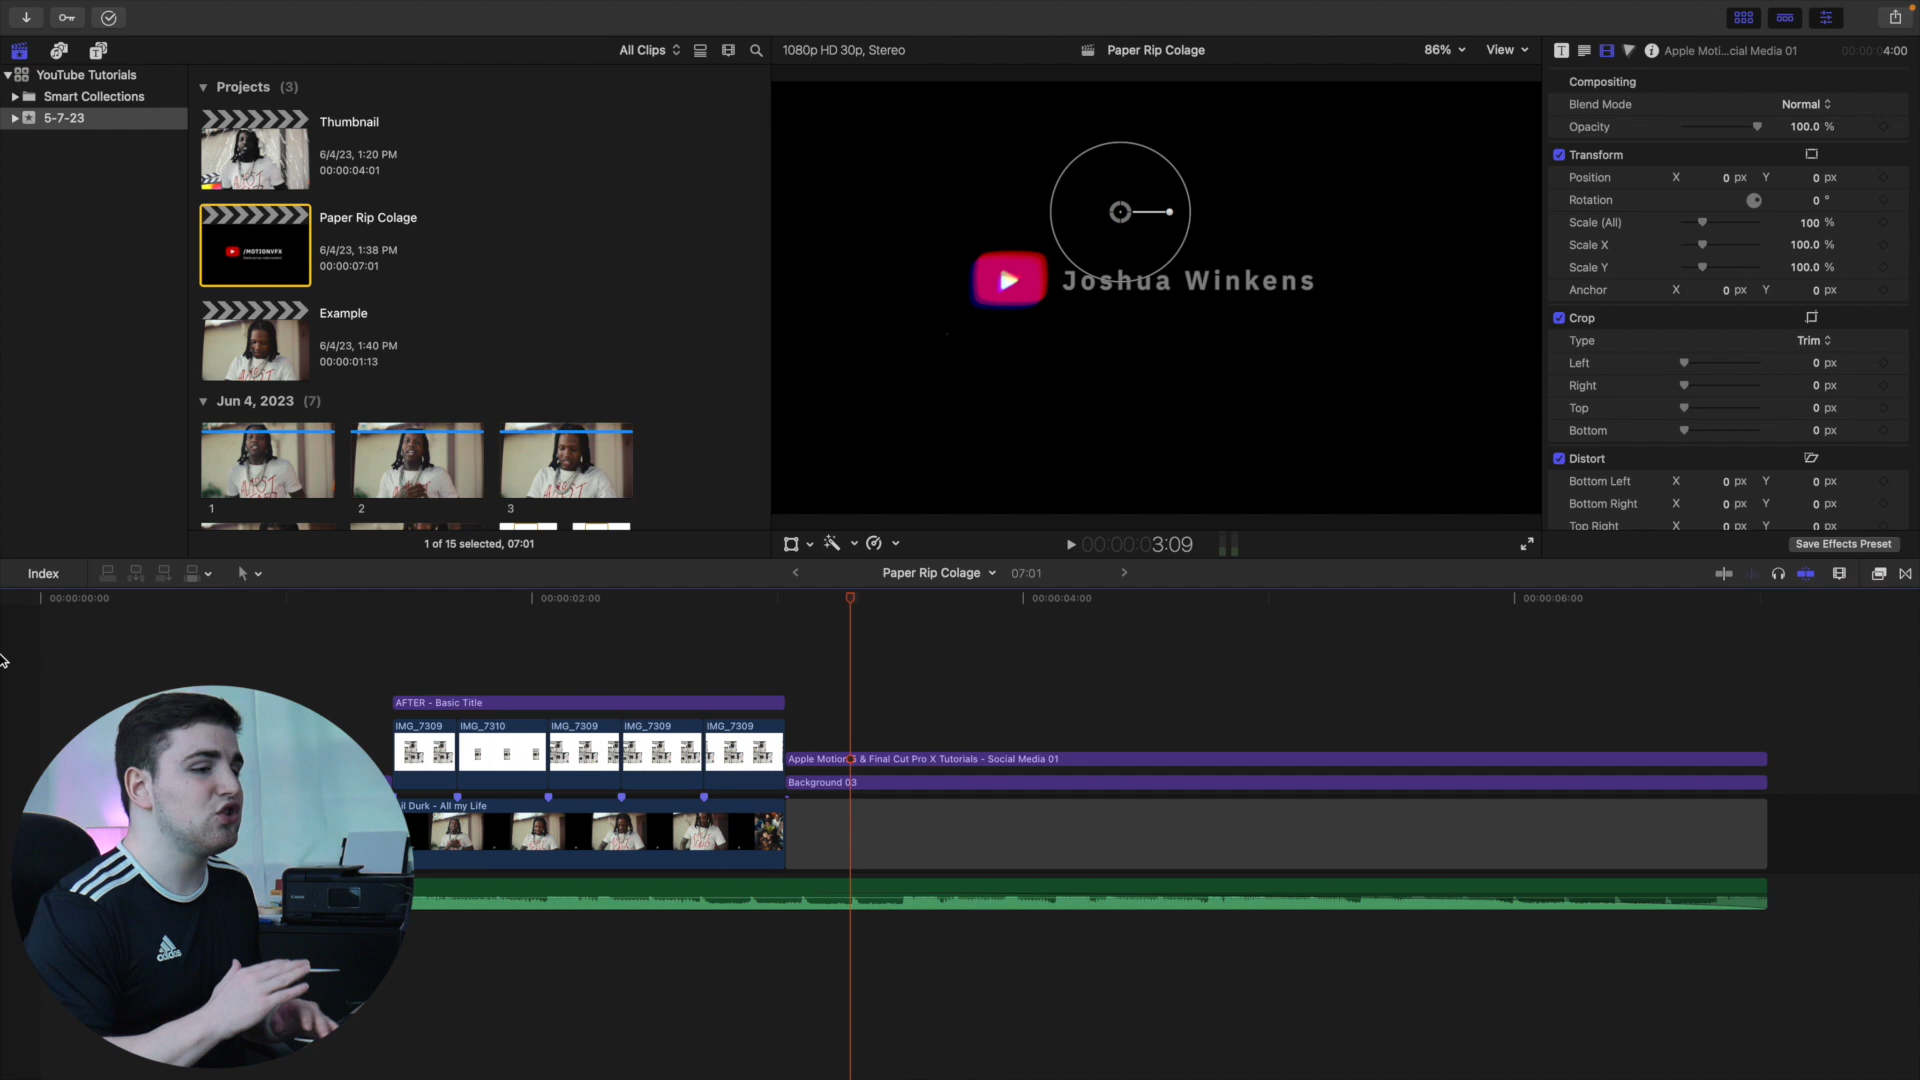 All Clips
1080p HD 30p, Stereo
Paper Rip Colage
86%
View
Apple Moti...cial Media 01
00:00:04:00
YouTube Tutorials
Smart Collections
5-7-23
Projects (3)
Thumbnail
6/4/23, 1:20 PM
00:00:04:01
Paper Rip Colage
6/4/23, 1:38 PM
00:00:07:01
/MOTIONVFX
Example
6/4/23, 1:40 PM
00:00:01:13
Jun 4, 2023 (7)
1
2
3
1 of 15 selected, 07:01
Joshua Winkens
Compositing
Blend Mode Normal
Opacity 100.0 %
Transform
Position X 0 px Y 0 px
Rotation 0 °
Scale (All) 100 %
Scale X 100.0 %
Scale Y 100.0 %
Anchor X 0 px Y 0 px
Crop
Type Trim
Left 0 px
Right 0 px
Top 0 px
Bottom 0 px
Distort
Bottom Left X 0 px Y 0 px
Bottom Right X 0 px Y 0 px
Top Right X 0 px Y 0 px
Save Effects Preset
00:00:03:09
Index
Paper Rip Colage
07:01
00:00:00:00
00:00:02:00
00:00:04:00
00:00:06:00
AFTER - Basic Title
IMG_7309
IMG_7310
IMG_7309
IMG_7309
IMG_7309
Apple Motion 5 & Final Cut Pro X Tutorials - Social Media 01
Background 03
il Durk - All my Life
adidas